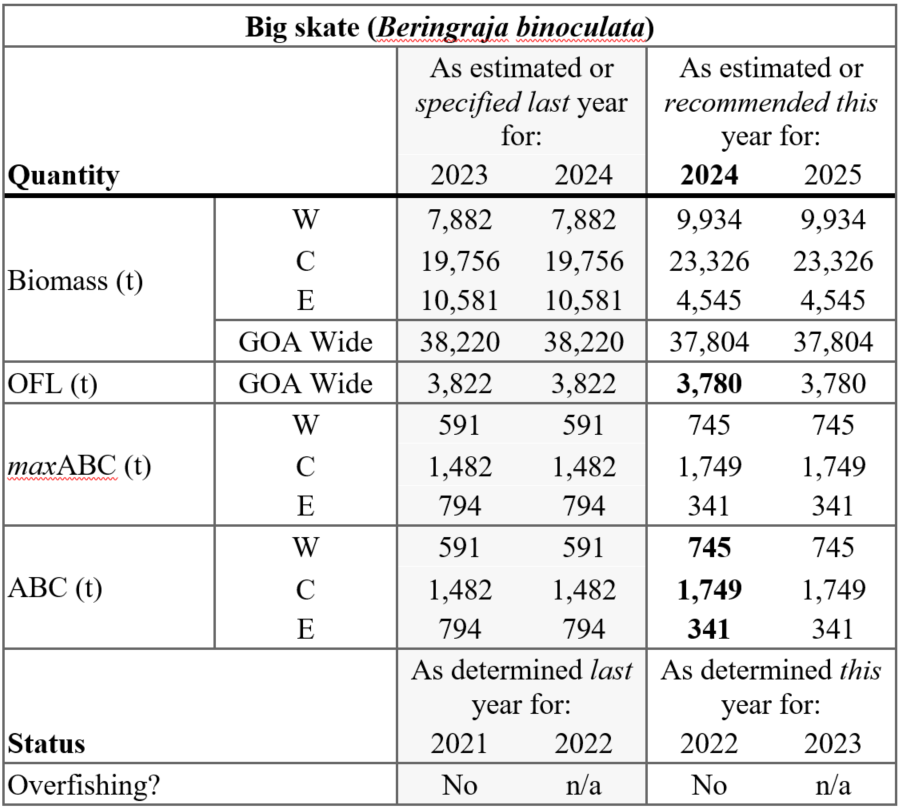 Big skate (Beringraja binoculata)
As estimated or As estimated or
specified last year recommended this
for: year for:
Quantity 2023 2024 2024 2025
W 7,882 7,882 9,934 9,934
C 19,756 19,756 23,326 23,326
Biomass (t)
E 10,581 10,581 4,545 4,545
GOA Wide 38,220 38,220 37,804 37,804
OFL (t) GOA Wide 3,822 3,822 3,780 3,780
W 591 591 745 745
maxABC (t) C 1,482 1,482 1,749 1,749
E 794 794 341 341
W 591 591 745 745
ABC (t) C 1,482 1,482 1,749 1,749
E 794 794 341 341
As determined last As determined this
year for: year for:
Status 2021 2022 2022 2023
Overfishing? No n/a No n/a